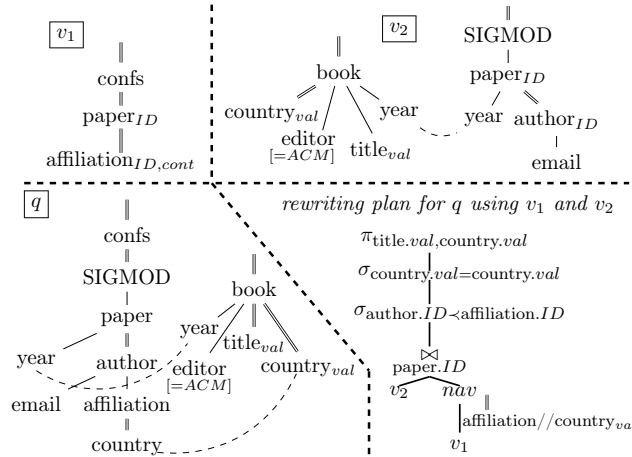 v1
confs
paperID
affiliationID,cont
v2
book
countryval
editor
[=ACM]
titleval
year
SIGMOD
paperID
year
authorID
email
q
confs
SIGMOD
paper
year
author
email
affiliation
country
book
year
editor
[=ACM]
titleval
countryval
rewriting plan for q using v1 and v2
πtitle.val,country.val
σcountry.val=country.val
σauthor.ID≺affiliation.ID
⋈
paper.ID
v2 nav
affiliation//countryva
v1